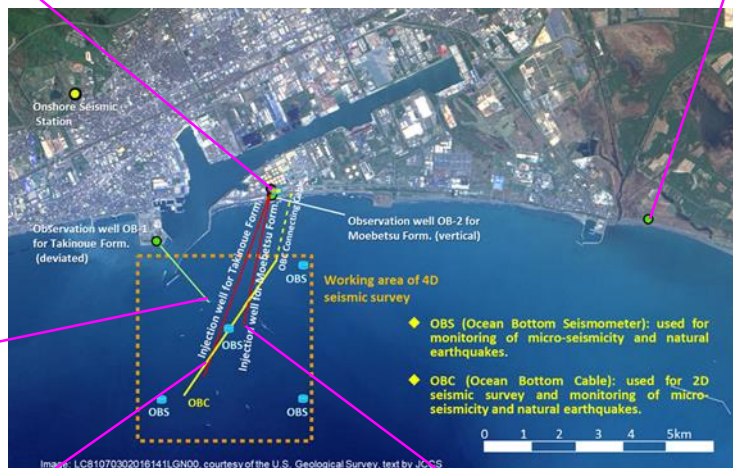 Onshore Seismic
Station
Observation well OB-1
for Takinoue Form.
(deviated)
Injection well for Takinoue Form.
Injection well for Moebetsu Form.
OBC Connecting Cable
Observation well OB-2 for
Moebetsu Form. (vertical)
OBS
Working area of 4D
seismic survey
OBS
OBC
OBS
OBS
◆ OBS (Ocean Bottom Seismometer): used for
monitoring of micro-seismicity and natural
earthquakes.
◆ OBC (Ocean Bottom Cable): used for 2D
seismic survey and monitoring of micro-
seismicity and natural earthquakes.
0 1 2 3 4 5km
Image: LC81070302016141LGN00, courtesy of the U.S. Geological Survey, text by JCCS